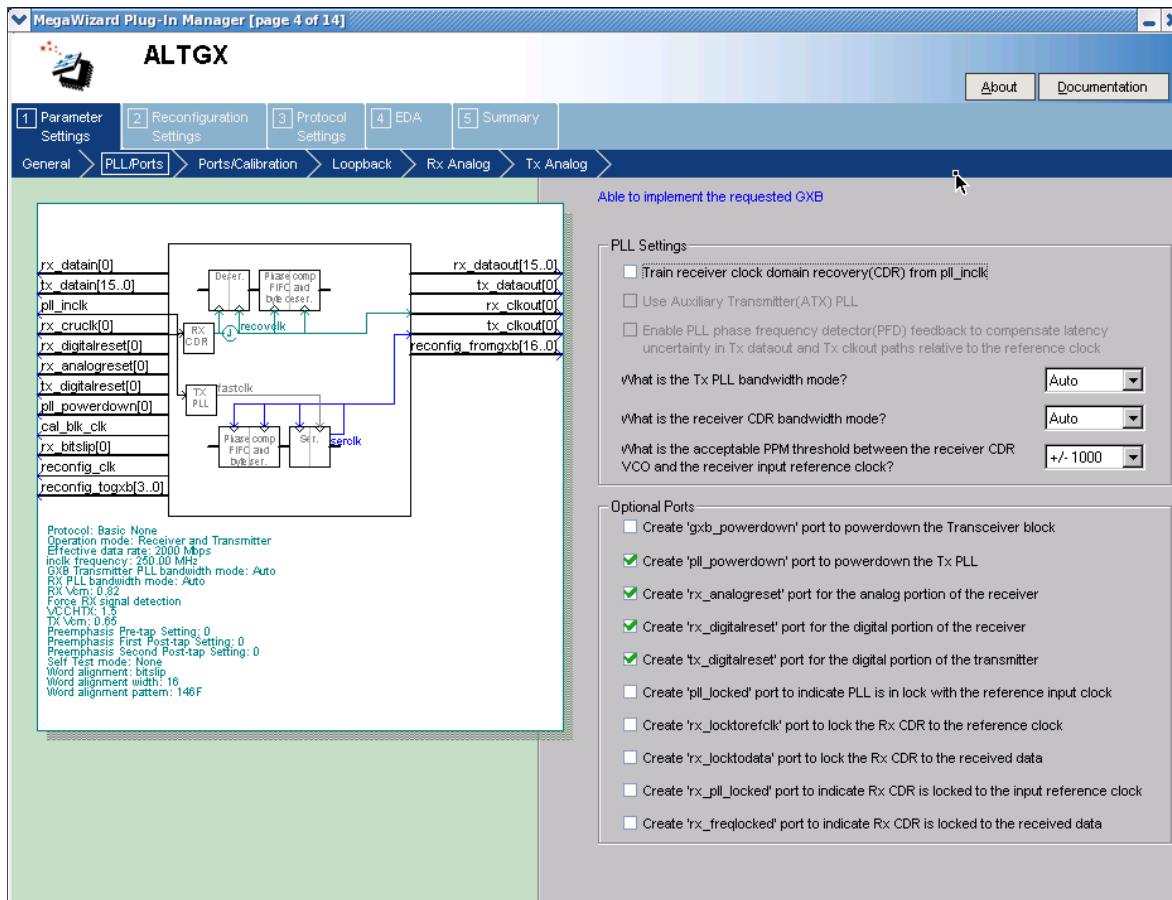 MegaWizard Plug-In Manager [page 4 of 14]
ALTGX
About
Documentation
1 Parameter Settings
2 Reconfiguration Settings
3 Protocol Settings
4 EDA
5 Summary
General
PLL/Ports
Ports/Calibration
Loopback
Rx Analog
Tx Analog
rx_datain[0]
tx_datain[15..0]
pll_inclk
rx_cruclk[0]
rx_digitalreset[0]
rx_analogreset[0]
tx_digitalreset[0]
pll_powerdown[0]
cal_blk_clk
rx_bitslip[0]
reconfig_clk
reconfig_togxb[3..0]
Deser.
Phase comp
FIFO and
byte deser.
RX
CDR
recovclk
TX
PLL
fastclk
Phase comp
FIFO and
byte ser.
Ser.
serclk
rx_dataout[15..0]
tx_dataout[0]
rx_clkout[0]
tx_clkout[0]
reconfig_fromgxb[16..0]
Protocol: Basic None
Operation mode: Receiver and Transmitter
Effective data rate: 2000 Mbps
inclk frequency: 250.00 MHz
GXB Transmitter PLL bandwidth mode: Auto
RX PLL bandwidth mode: Auto
RX Vcm: 0.82
Force RX signal detection
VCCHTX: 1.5
TX Vcm: 0.65
Preemphasis Pre-tap Setting: 0
Preemphasis First Post-tap Setting: 0
Preemphasis Second Post-tap Setting: 0
Self Test mode: None
Word alignment: bitslip
Word alignment width: 16
Word alignment pattern: 146F
Able to implement the requested GXB
PLL Settings
Train receiver clock domain recovery(CDR) from pll_inclk
Use Auxiliary Transmitter(ATX) PLL
Enable PLL phase frequency detector(PFD) feedback to compensate latency
uncertainty in Tx dataout and Tx clkout paths relative to the reference clock
What is the Tx PLL bandwidth mode?
Auto
What is the receiver CDR bandwidth mode?
Auto
What is the acceptable PPM threshold between the receiver CDR
VCO and the receiver input reference clock?
+/- 1000
Optional Ports
Create 'gxb_powerdown' port to powerdown the Transceiver block
Create 'pll_powerdown' port to powerdown the Tx PLL
Create 'rx_analogreset' port for the analog portion of the receiver
Create 'rx_digitalreset' port for the digital portion of the receiver
Create 'tx_digitalreset' port for the digital portion of the transmitter
Create 'pll_locked' port to indicate PLL is in lock with the reference input clock
Create 'rx_locktorefclk' port to lock the Rx CDR to the reference clock
Create 'rx_locktodata' port to lock the Rx CDR to the received data
Create 'rx_pll_locked' port to indicate Rx CDR is locked to the input reference clock
Create 'rx_freqlocked' port to indicate Rx CDR is locked to the received data